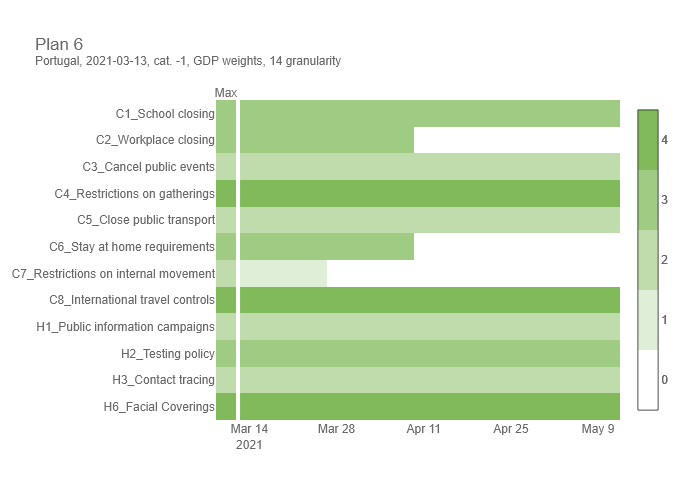 Plan 6
Portugal, 2021-03-13, cat. -1, GDP weights, 14 granularity
Max
C1_School closing
C2_Workplace closing
C3_Cancel public events
C4_Restrictions on gatherings
C5_Close public transport
C6_Stay at home requirements
C7_Restrictions on internal movement
C8_International travel controls
H1_Public information campaigns
H2_Testing policy
H3_Contact tracing
H6_Facial Coverings
Mar 14 Mar 28 Apr 11 Apr 25 May 9
2021
4
3
2
1
0